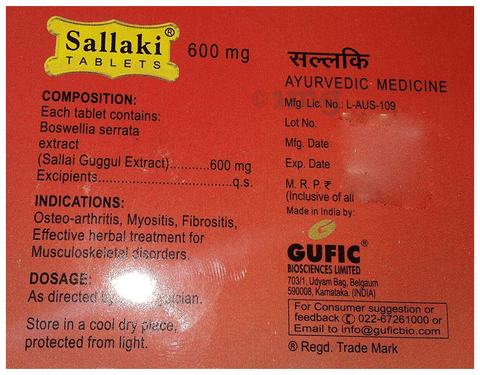 Sallaki®
TABLETS
600 mg
COMPOSITION:
Each tablet contains:
Boswellia serrata
extract
(Sallai Guggul Extract)...........600 mg
Excipients.................................q.s.
INDICATIONS:
Osteo-arthritis, Myositis, Fibrositis,
Effective herbal treatment for
Musculoskeletal disorders
DOSAGE:
As directed by
Store in a cool dry place,
protected from light.
सल्लकि
AYURVEDIC MEDICINE
Mfg. Lic. No.: L-AUS-109
Lot No.
Mfg. Date
Exp. Date
M. R. P. ₹
(Inclusive of all
Made in India by:
GUFIC®
BIOSCIENCES LIMITED
703/1, Udyam Bag, Belgaum
590008, Karnataka. (INDIA)
For Consumer suggestion or
feedback 022-67261000 or
Email to info@guficbio.com
® Regd. Trade Mark